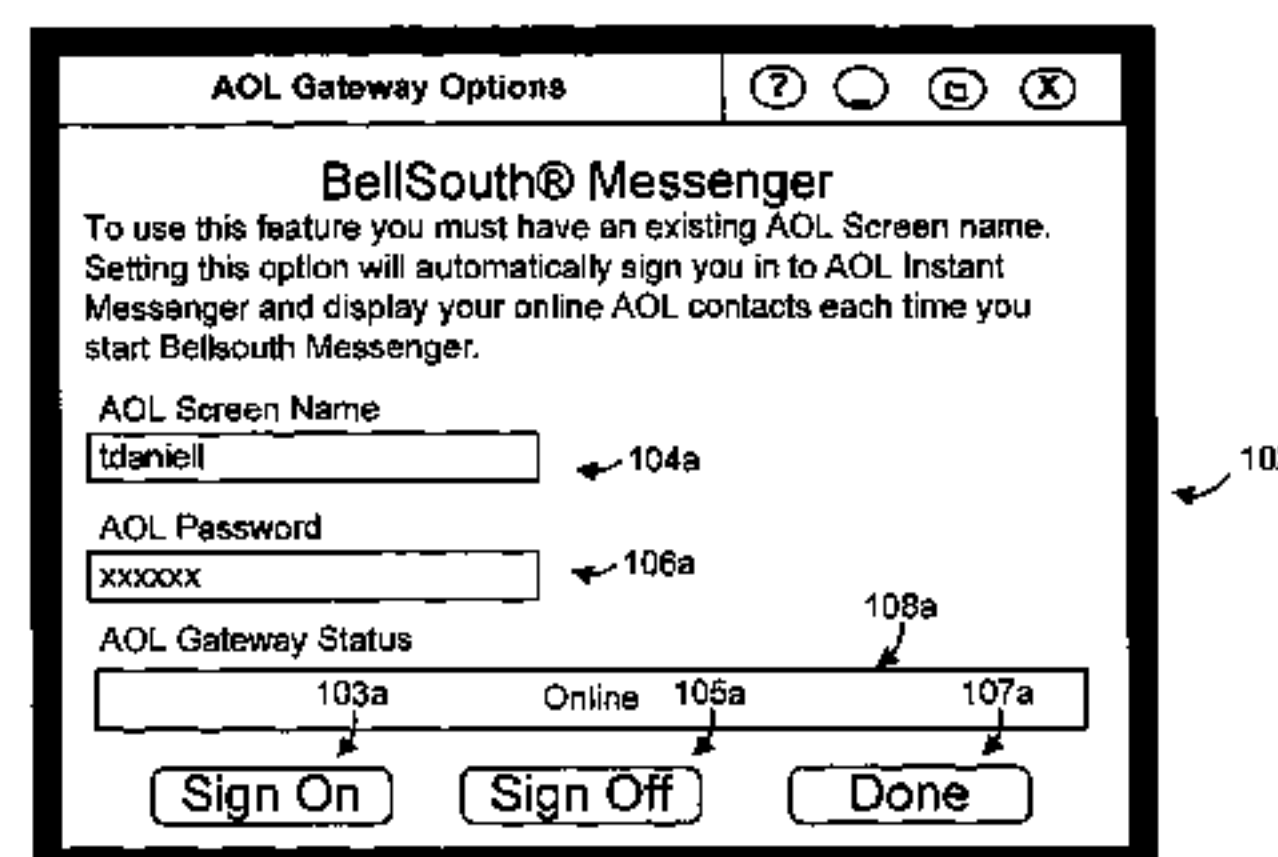 AOL Gateway Options ? X
BellSouth® Messenger
To use this feature you must have an existing AOL Screen name.
Setting this option will automatically sign you in to AOL Instant
Messenger and display your online AOL contacts each time you
start Bellsouth Messenger.
AOL Screen Name
tdaniell
104a
AOL Password
xxxxxx
106a
108a
AOL Gateway Status
103a Online 105a 107a
Sign On Sign Off Done